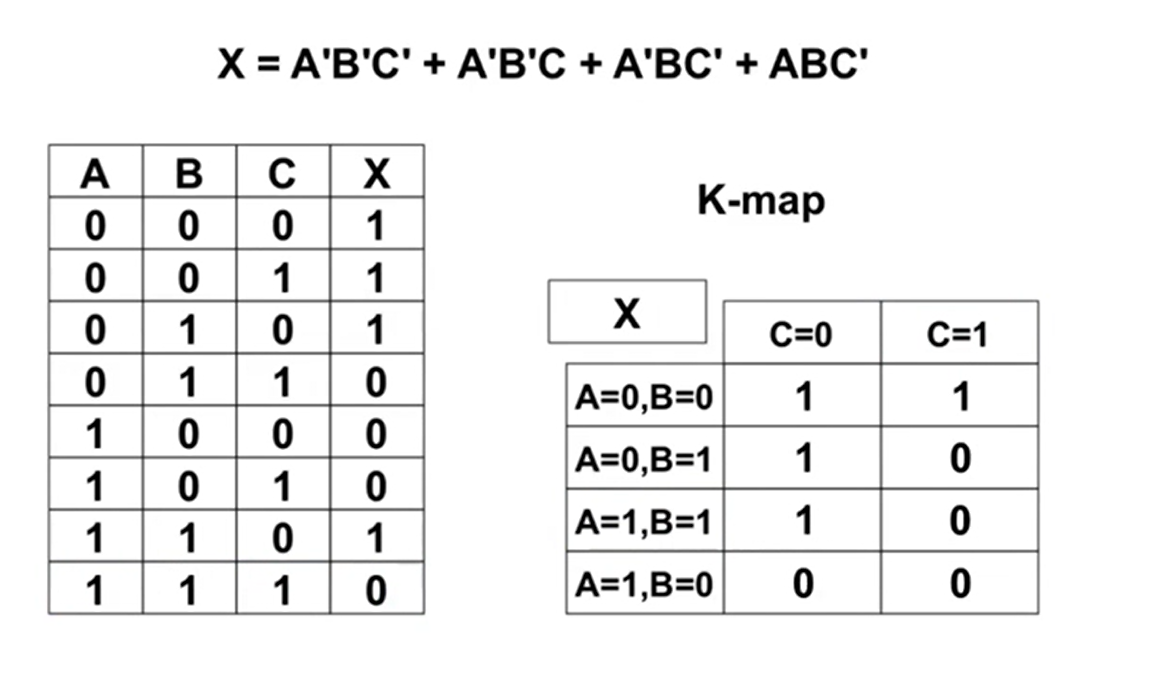 X = A'B'C' + A'B'C + A'BC' + ABC'
A B C X
0 0 0 1
0 0 1 1
0 1 0 1
0 1 1 0
1 0 0 0
1 0 1 0
1 1 0 1
1 1 1 0
K-map
X
C=0 C=1
A=0,B=0 1 1
A=0,B=1 1 0
A=1,B=1 1 0
A=1,B=0 0 0